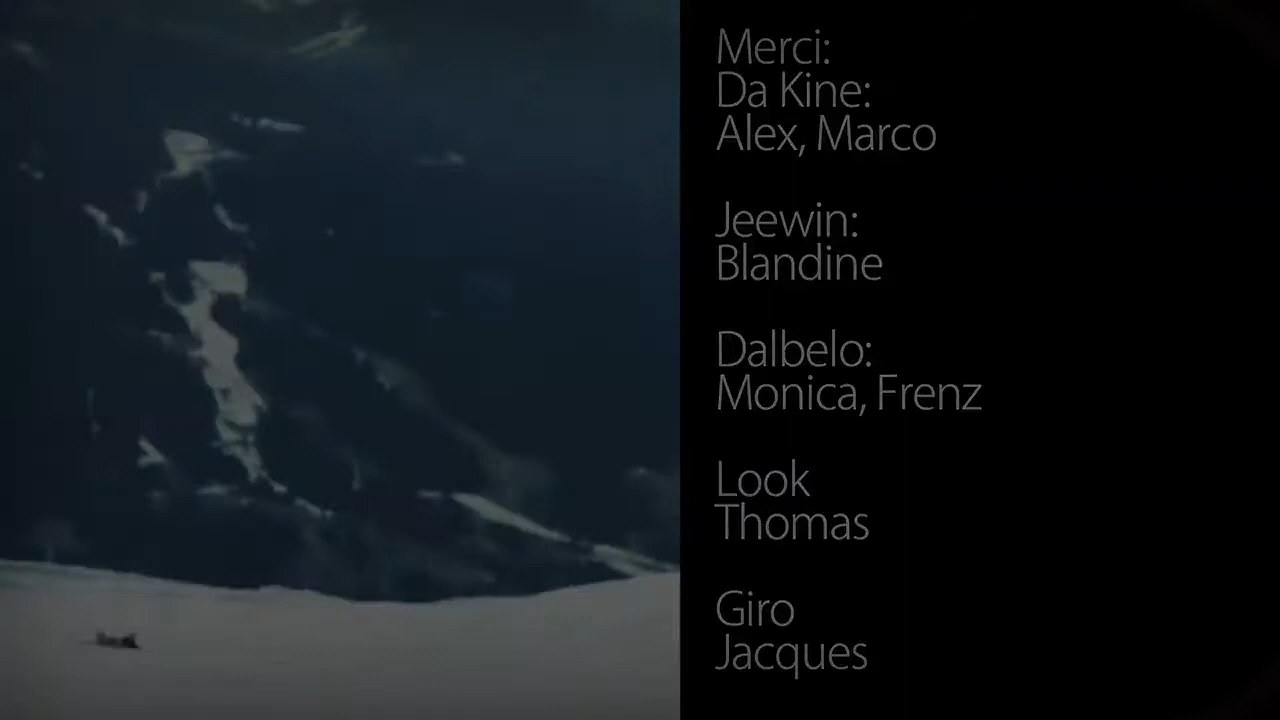 Merci:
Da Kine:
Alex, Marco
Jeewin:
Blandine
Dalbelo:
Monica, Frenz
Look
Thomas
Giro
Jacques